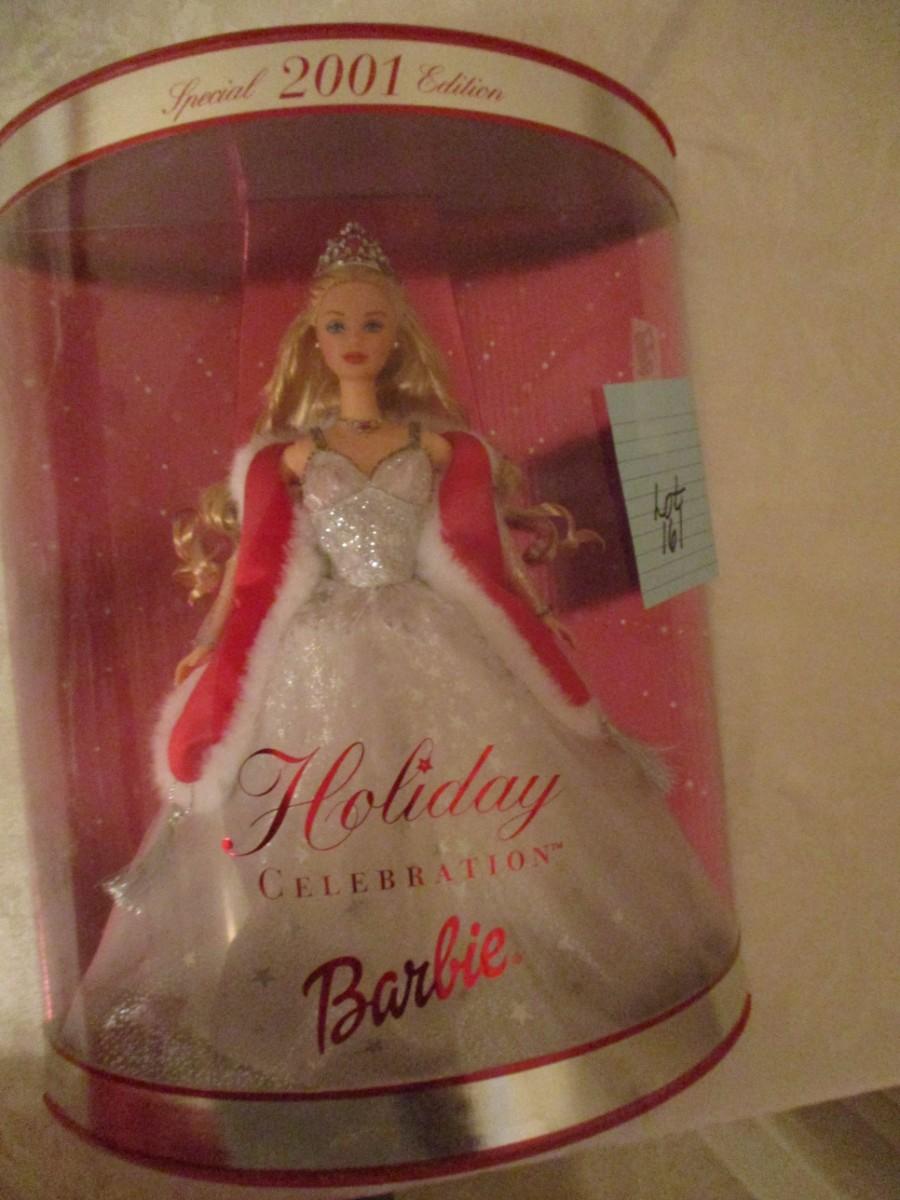 Special 2001 Edition
Lot
161
Holiday
CELEBRATION™
Barbie®